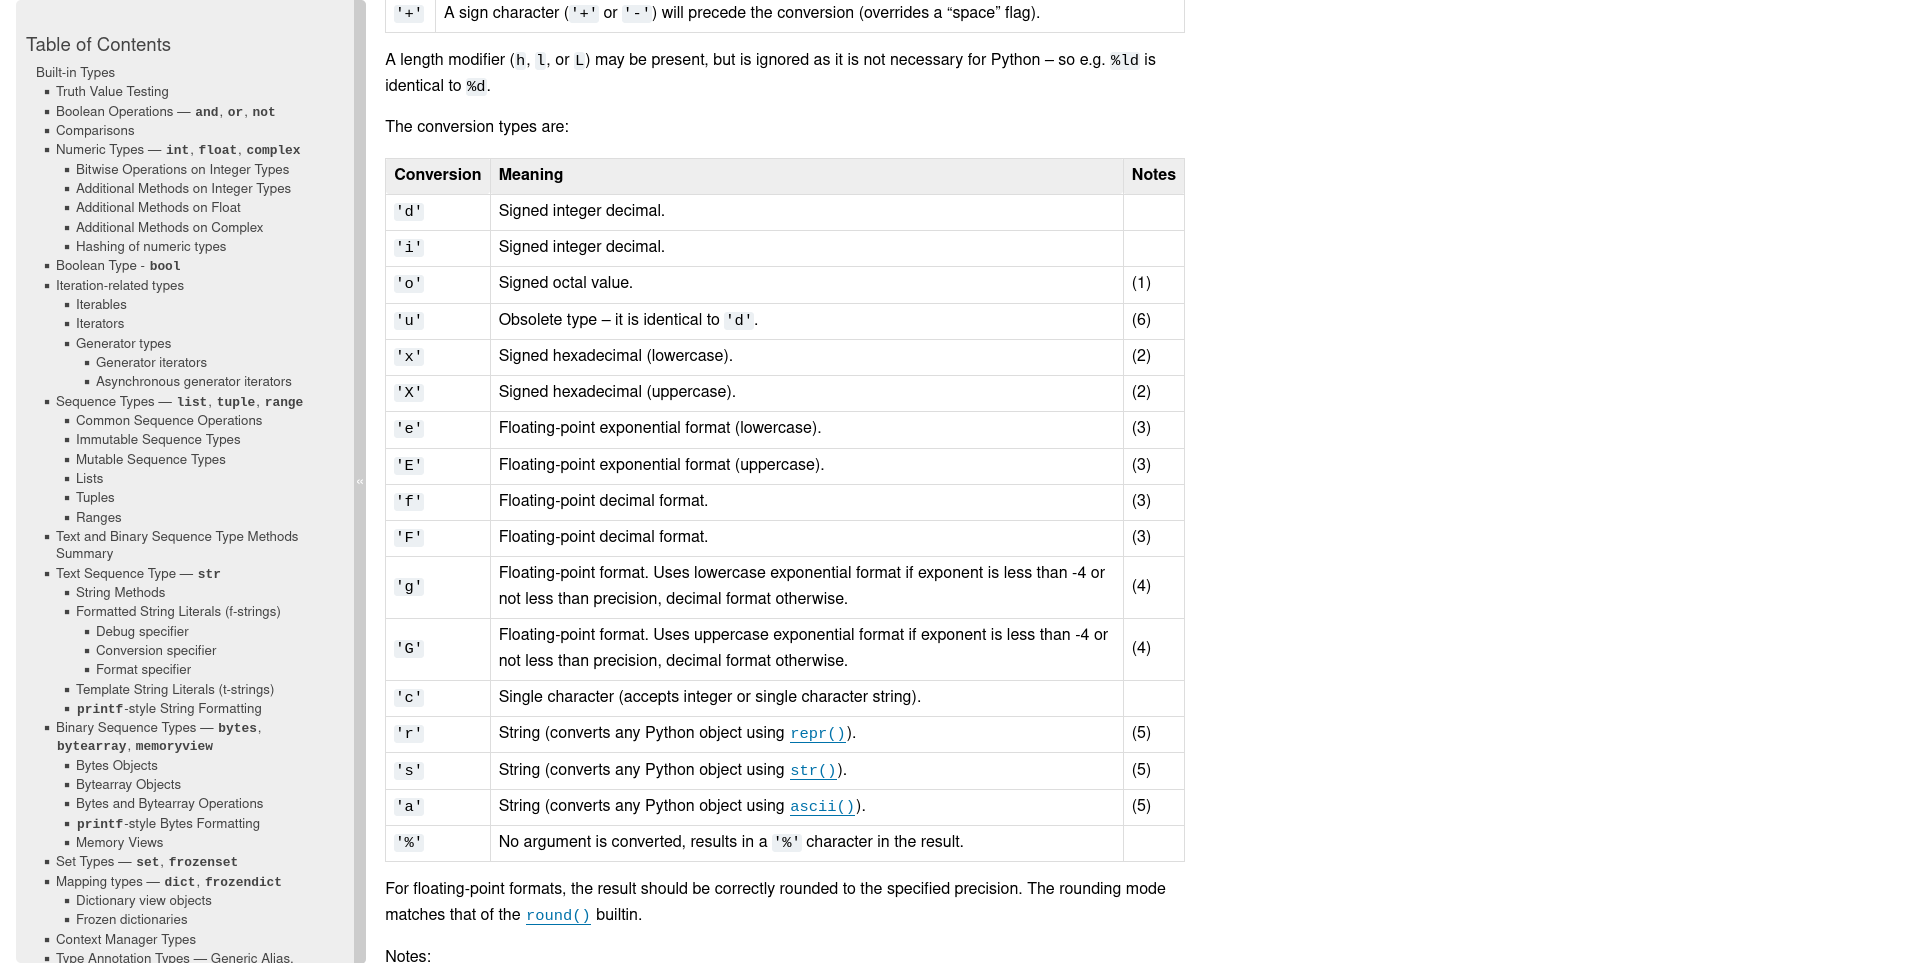 Table of Contents
Built-in Types
Truth Value Testing
Boolean Operations — and, or, not
Comparisons
Numeric Types — int, float, complex
Bitwise Operations on Integer Types
Additional Methods on Integer Types
Additional Methods on Float
Additional Methods on Complex
Hashing of numeric types
Boolean Type - bool
Iteration-related types
Iterables
Iterators
Generator types
Generator iterators
Asynchronous generator iterators
Sequence Types — list, tuple, range
Common Sequence Operations
Immutable Sequence Types
Mutable Sequence Types
Lists
Tuples
Ranges
Text and Binary Sequence Type Methods
Summary
Text Sequence Type — str
String Methods
Formatted String Literals (f-strings)
Debug specifier
Conversion specifier
Format specifier
Template String Literals (t-strings)
printf-style String Formatting
Binary Sequence Types — bytes,
bytearray, memoryview
Bytes Objects
Bytearray Objects
Bytes and Bytearray Operations
printf-style Bytes Formatting
Memory Views
Set Types — set, frozenset
Mapping types — dict, frozendict
Dictionary view objects
Frozen dictionaries
Context Manager Types
Type Annotation Types — Generic Alias,
«
'+' A sign character ('+' or '-') will precede the conversion (overrides a “space” flag).
A length modifier (h, l, or L) may be present, but is ignored as it is not necessary for Python – so e.g. %ld is
identical to %d.
The conversion types are:
Conversion Meaning Notes
'd' Signed integer decimal.
'i' Signed integer decimal.
'o' Signed octal value. (1)
'u' Obsolete type – it is identical to 'd'. (6)
'x' Signed hexadecimal (lowercase). (2)
'X' Signed hexadecimal (uppercase). (2)
'e' Floating-point exponential format (lowercase). (3)
'E' Floating-point exponential format (uppercase). (3)
'f' Floating-point decimal format. (3)
'F' Floating-point decimal format. (3)
'g' Floating-point format. Uses lowercase exponential format if exponent is less than -4 or
not less than precision, decimal format otherwise. (4)
'G' Floating-point format. Uses uppercase exponential format if exponent is less than -4 or
not less than precision, decimal format otherwise. (4)
'c' Single character (accepts integer or single character string).
'r' String (converts any Python object using repr()). (5)
's' String (converts any Python object using str()). (5)
'a' String (converts any Python object using ascii()). (5)
'%' No argument is converted, results in a '%' character in the result.
For floating-point formats, the result should be correctly rounded to the specified precision. The rounding mode
matches that of the round() builtin.
Notes: